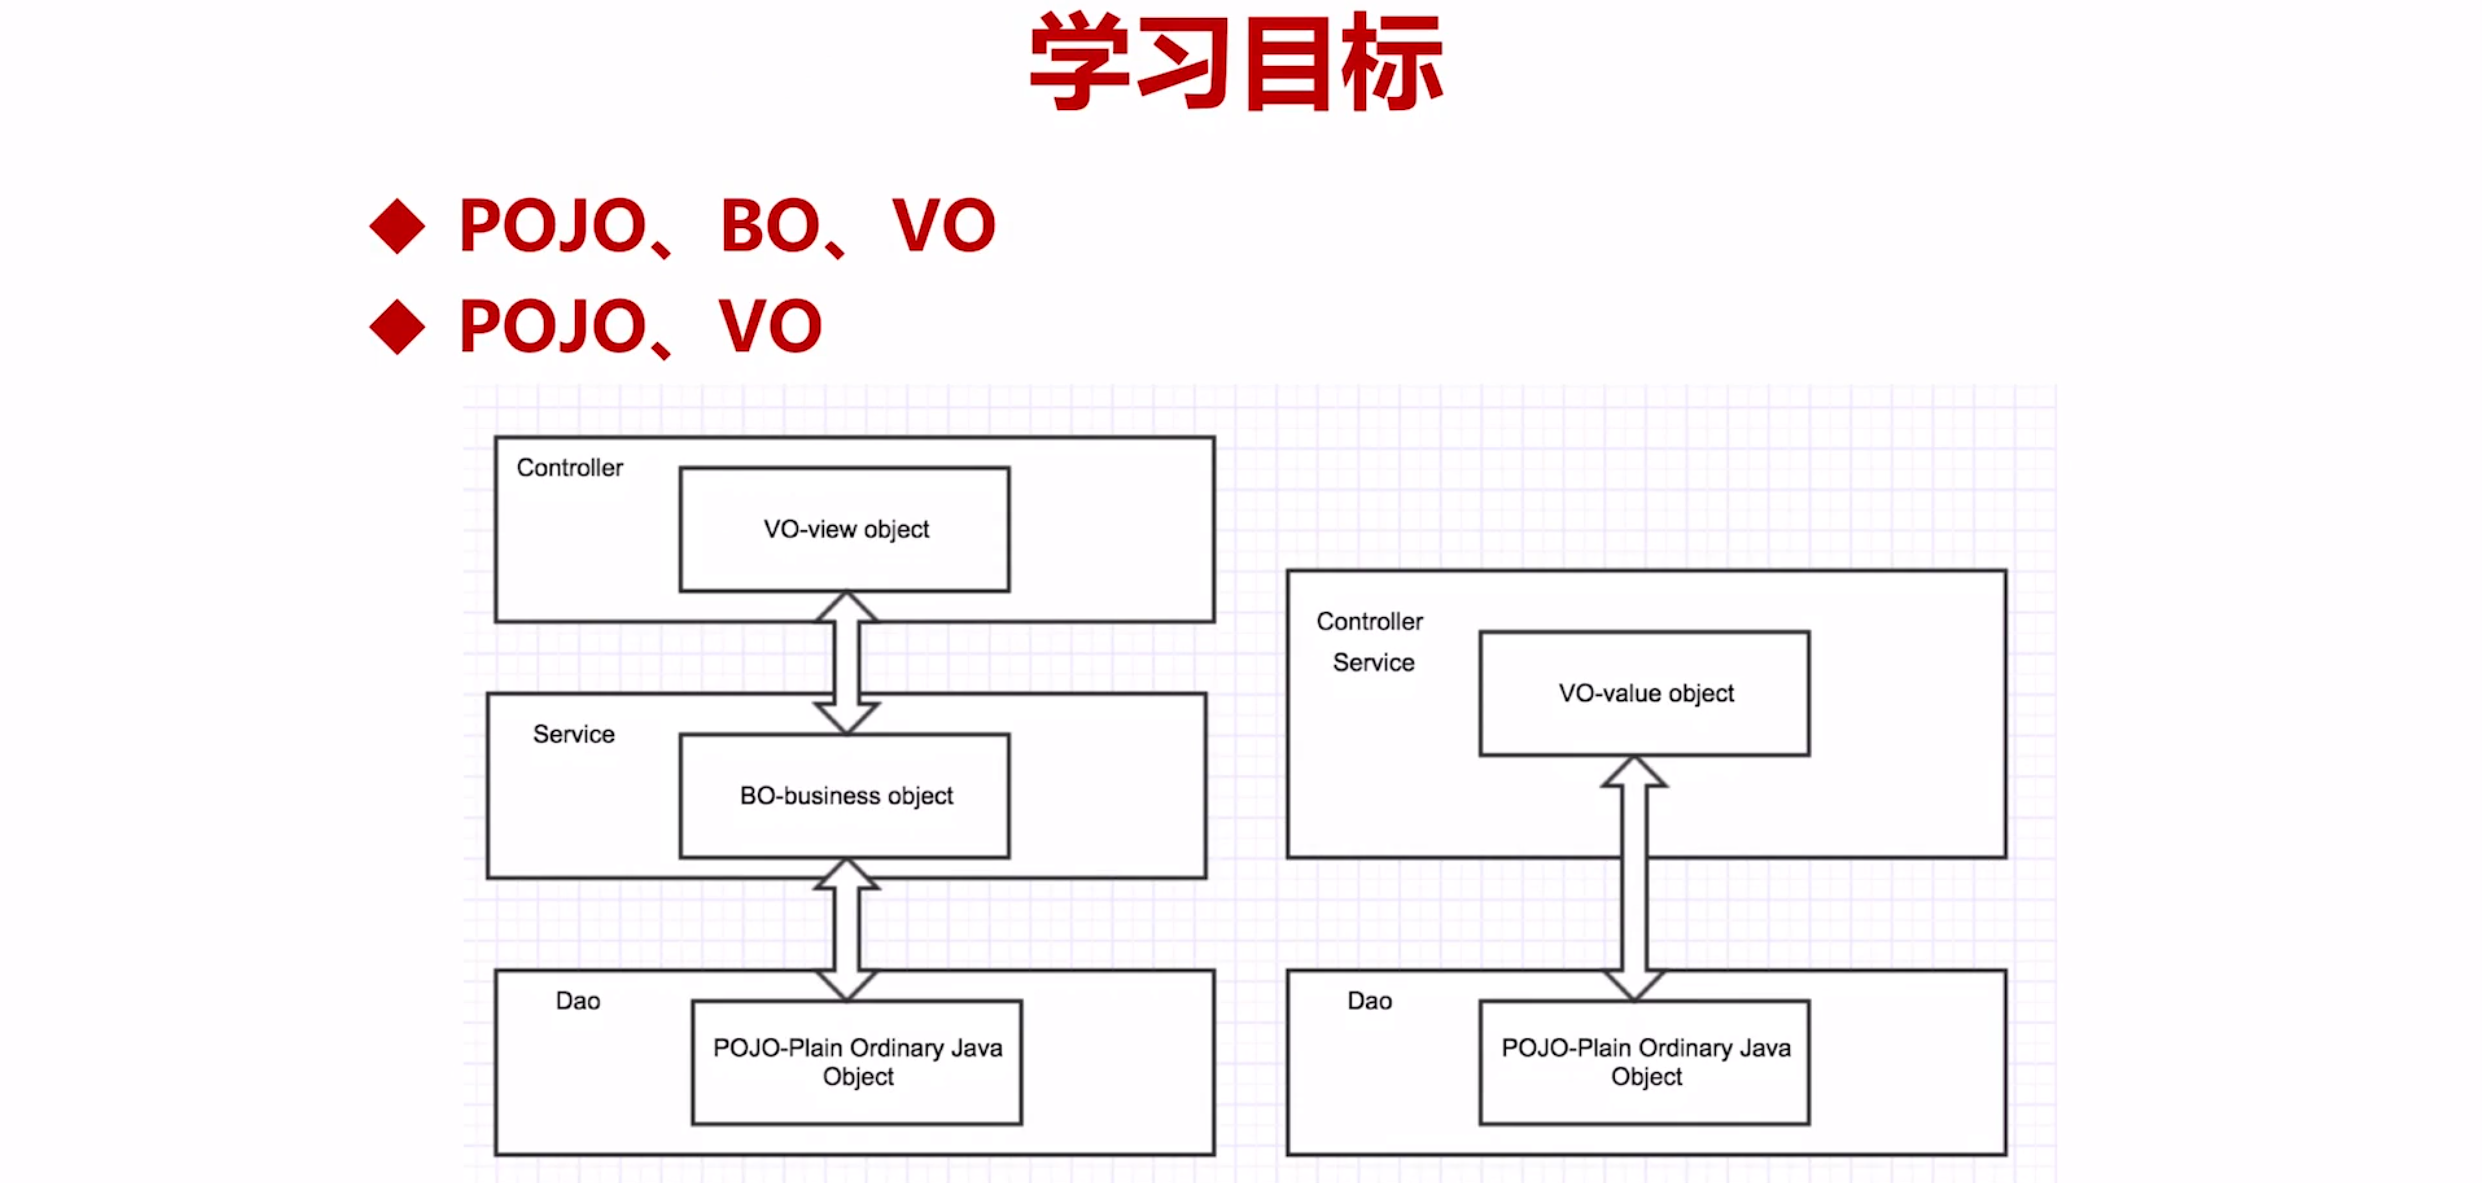 学习目标
POJO、BO、VO
POJO、VO
Controller
VO-view object
Service
BO-business object
Dao
POJO-Plain Ordinary Java
Object
Controller
Service
VO-value object
Dao
POJO-Plain Ordinary Java
Object